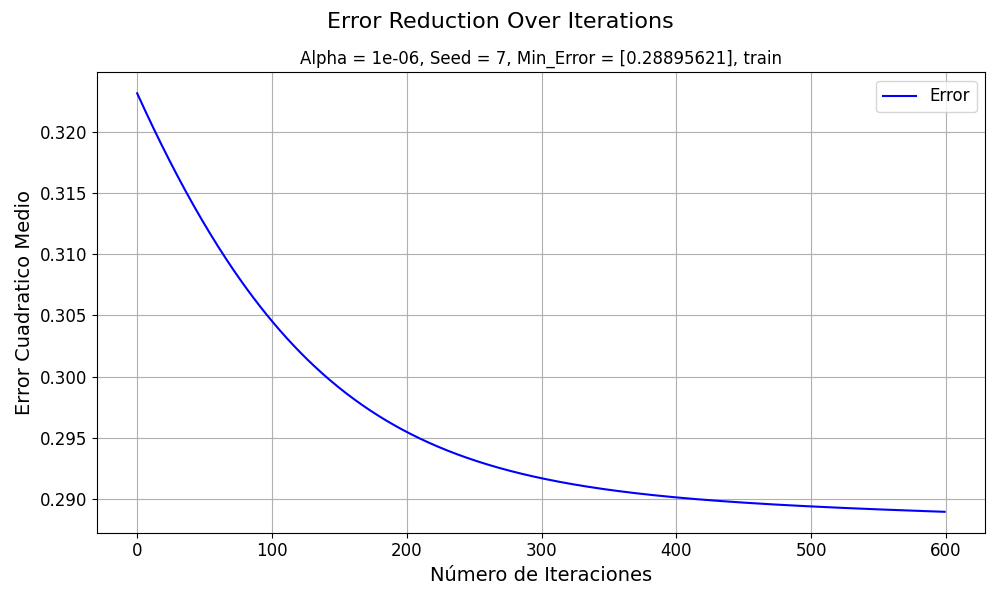 Error Reduction Over Iterations
Alpha = 1e-06, Seed = 7, Min_Error = [0.28895621], train
Error
Error Cuadratico Medio
0.320
0.315
0.310
0.305
0.300
0.295
0.290
0 100 200 300 400 500 600
Número de Iteraciones